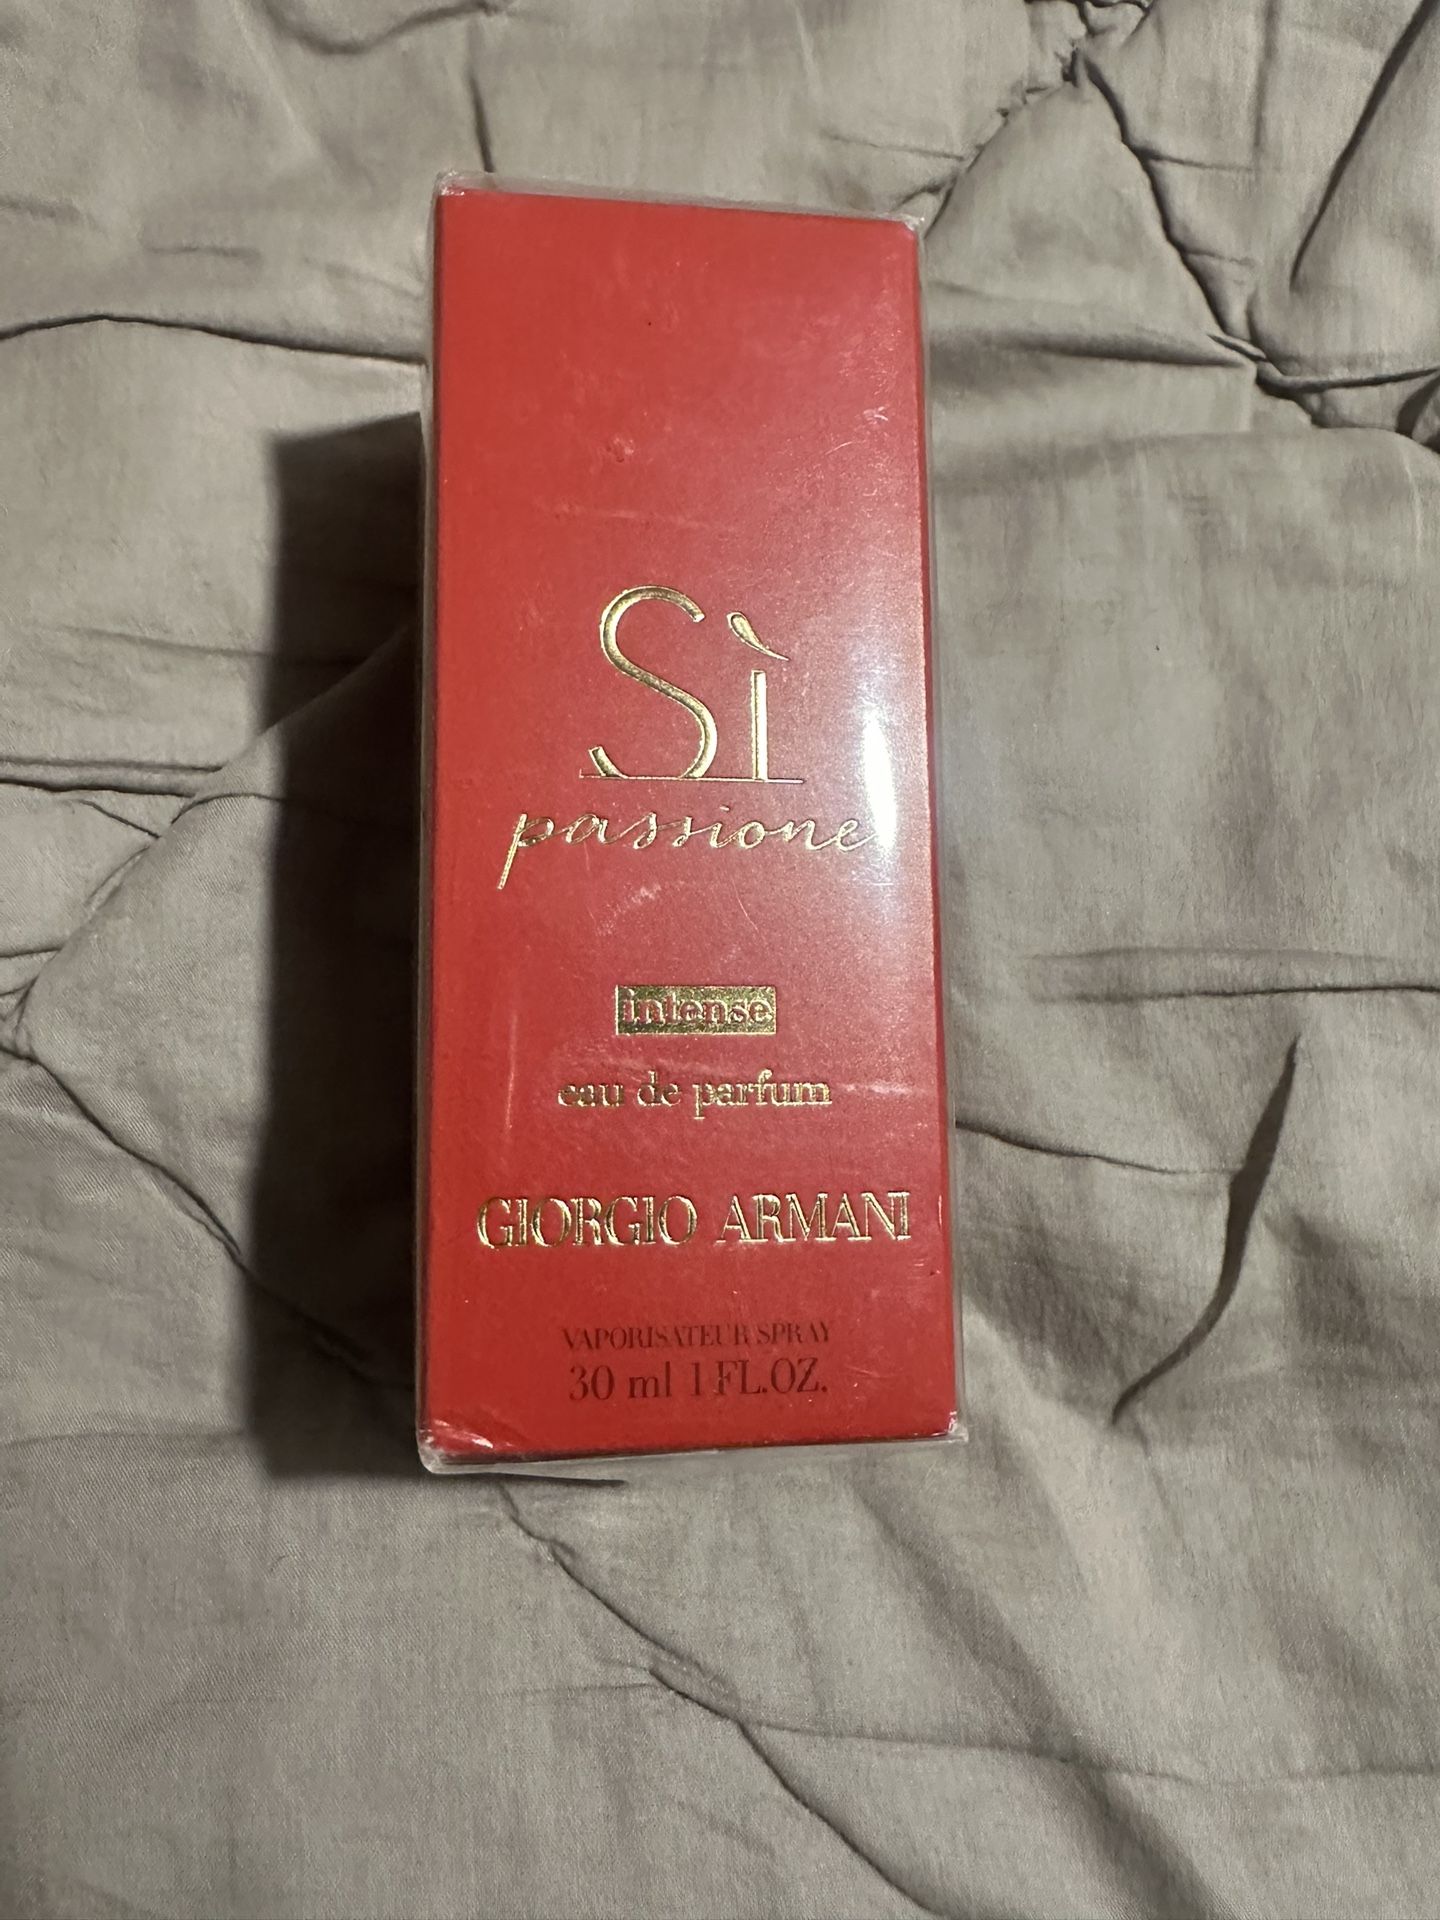 Sì
passione
intense
eau de parfum
GIORGIO ARMANI
VAPORISATEUR SPRAY
30 ml 1 FL.OZ.